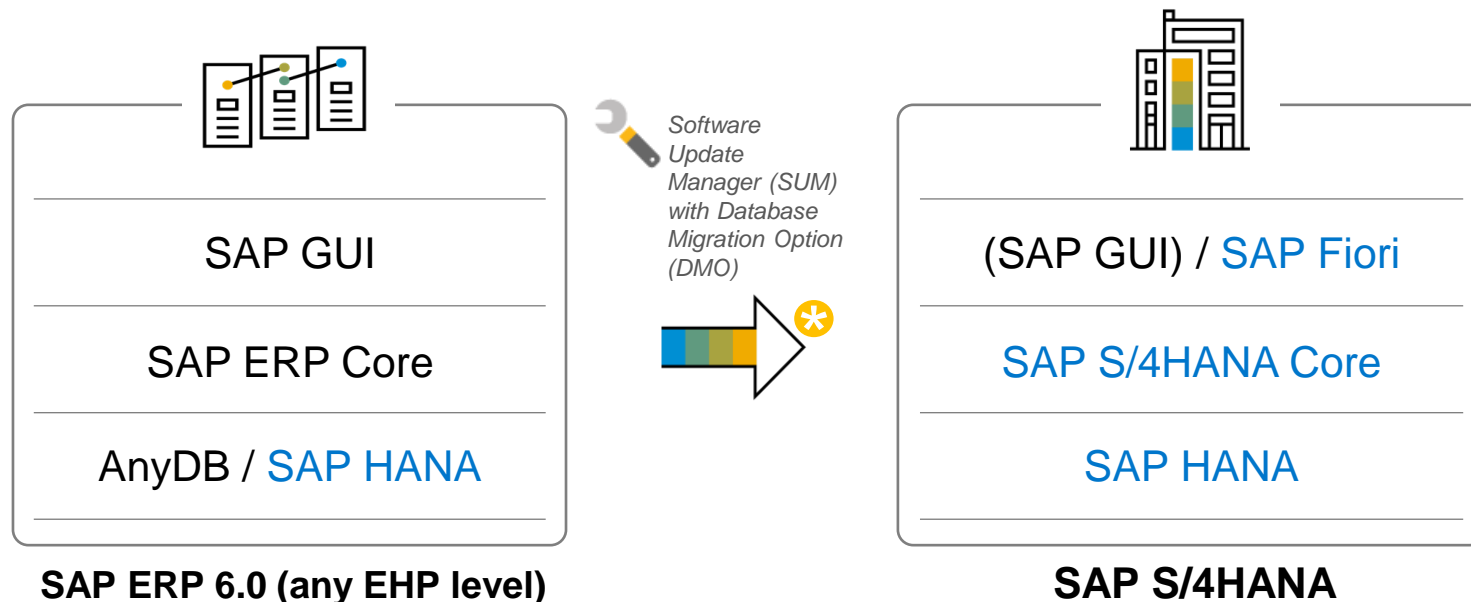 SAP GUI
SAP ERP Core
AnyDB / SAP HANA
SAP ERP 6.0 (any EHP level)
Software
Update
Manager (SUM)
with Database
Migration Option
(DMO)
(SAP GUI) / SAP Fiori
SAP S/4HANA Core
SAP HANA
SAP S/4HANA